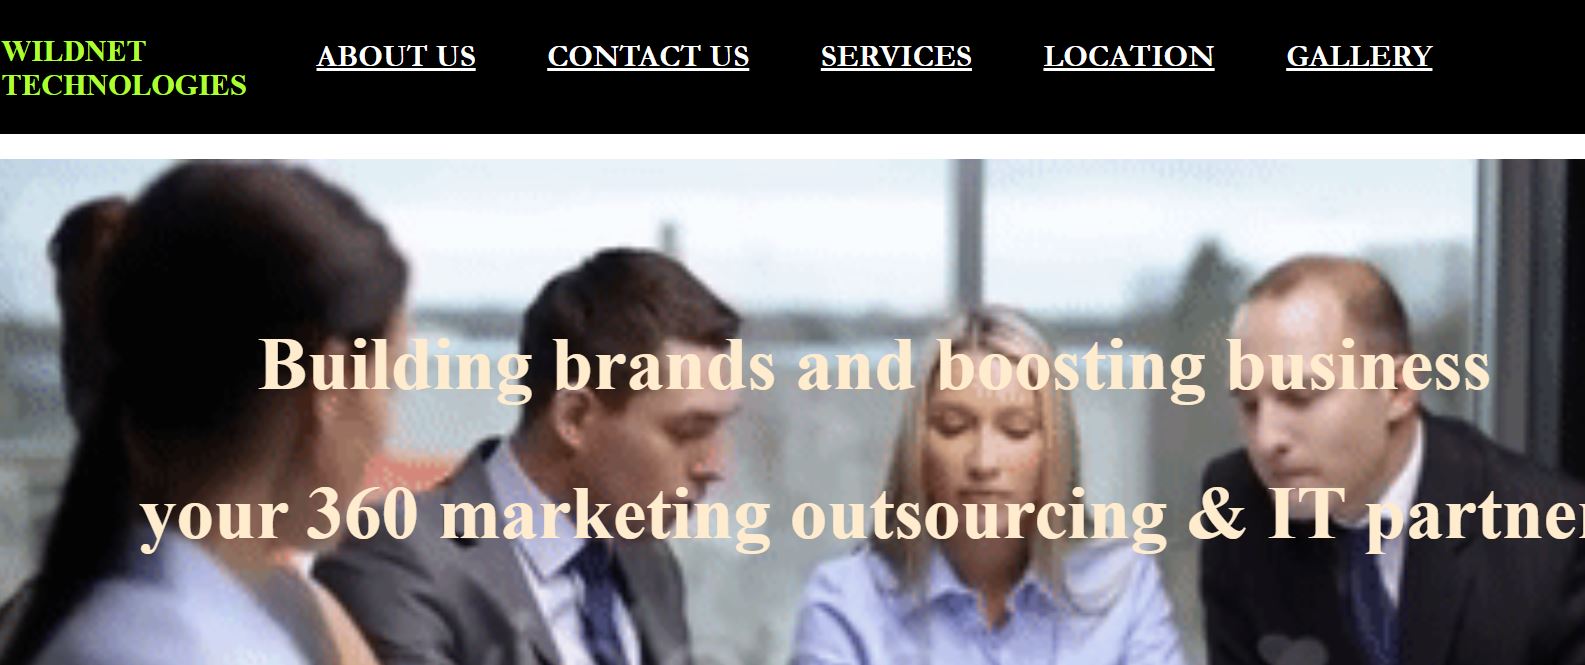 WILDNET
TECHNOLOGIES
ABOUT US
CONTACT US
SERVICES
LOCATION
GALLERY
Building brands and boosting business
your 360 marketing outsourcing & IT partner